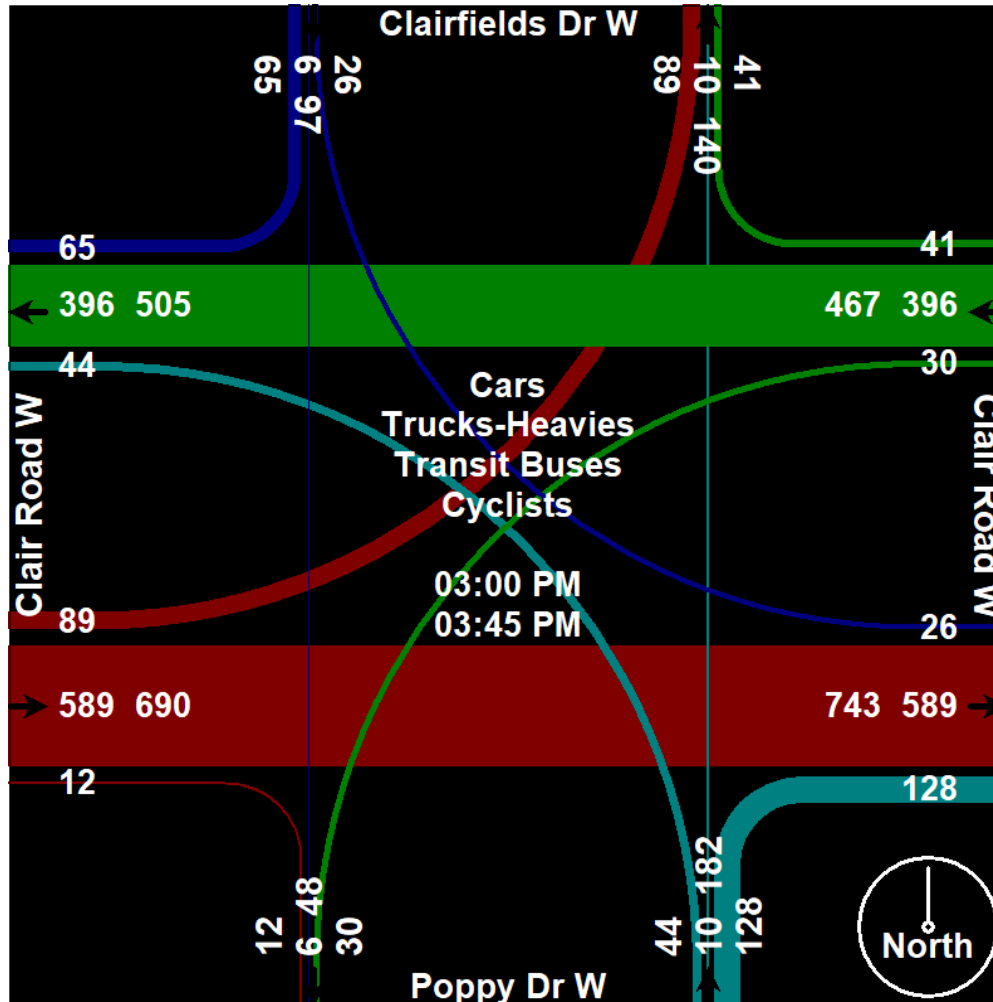 Clairfields Dr W
65 6 26
97
89 10 41
140
65
41
396 505
467 396
44
30
Cars
Trucks-Heavies
Transit Buses
Cyclists
Clair Road W
Clair Road W
03:00 PM
03:45 PM
89
26
589 690
743 589
12
128
48
12 6 30
182
44 10 128
North
Poppy Dr W